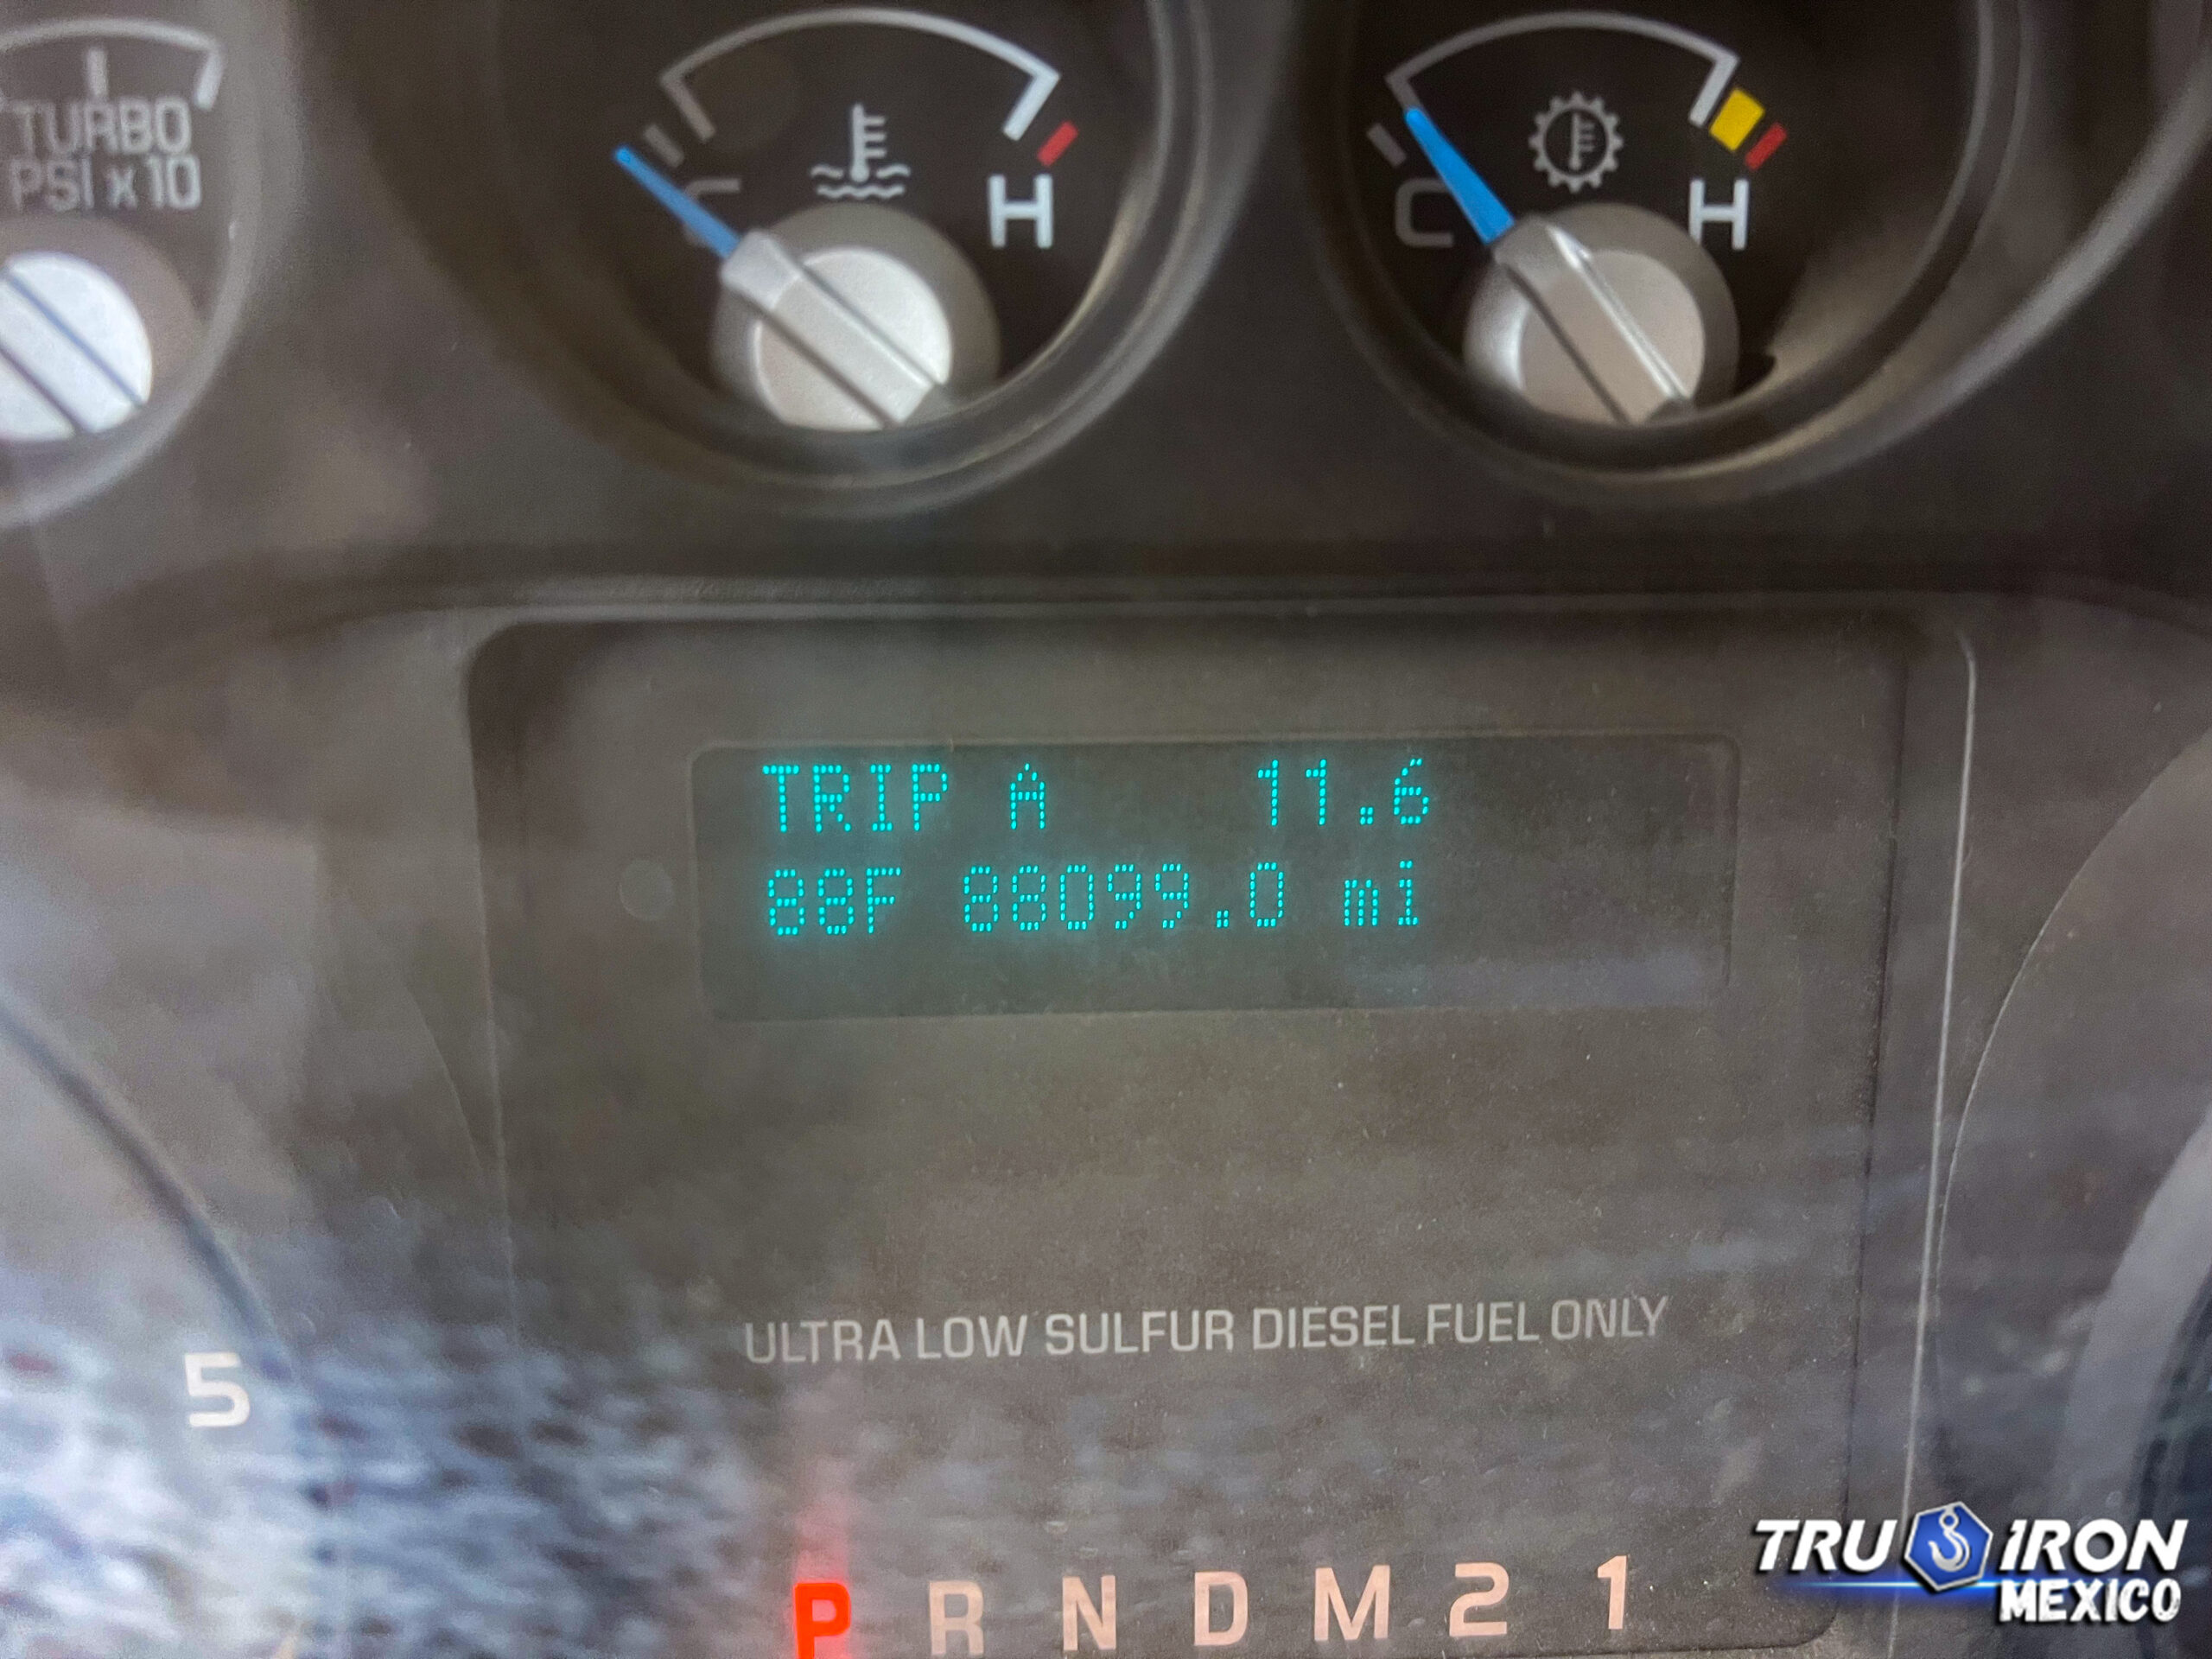 TURBO
PSI x 10
C H
C H
TRIP A 11.6
88F 88099.0 mi
ULTRA LOW SULFUR DIESEL FUEL ONLY
5
P R N D M 2 1
TRU IRON
MEXICO